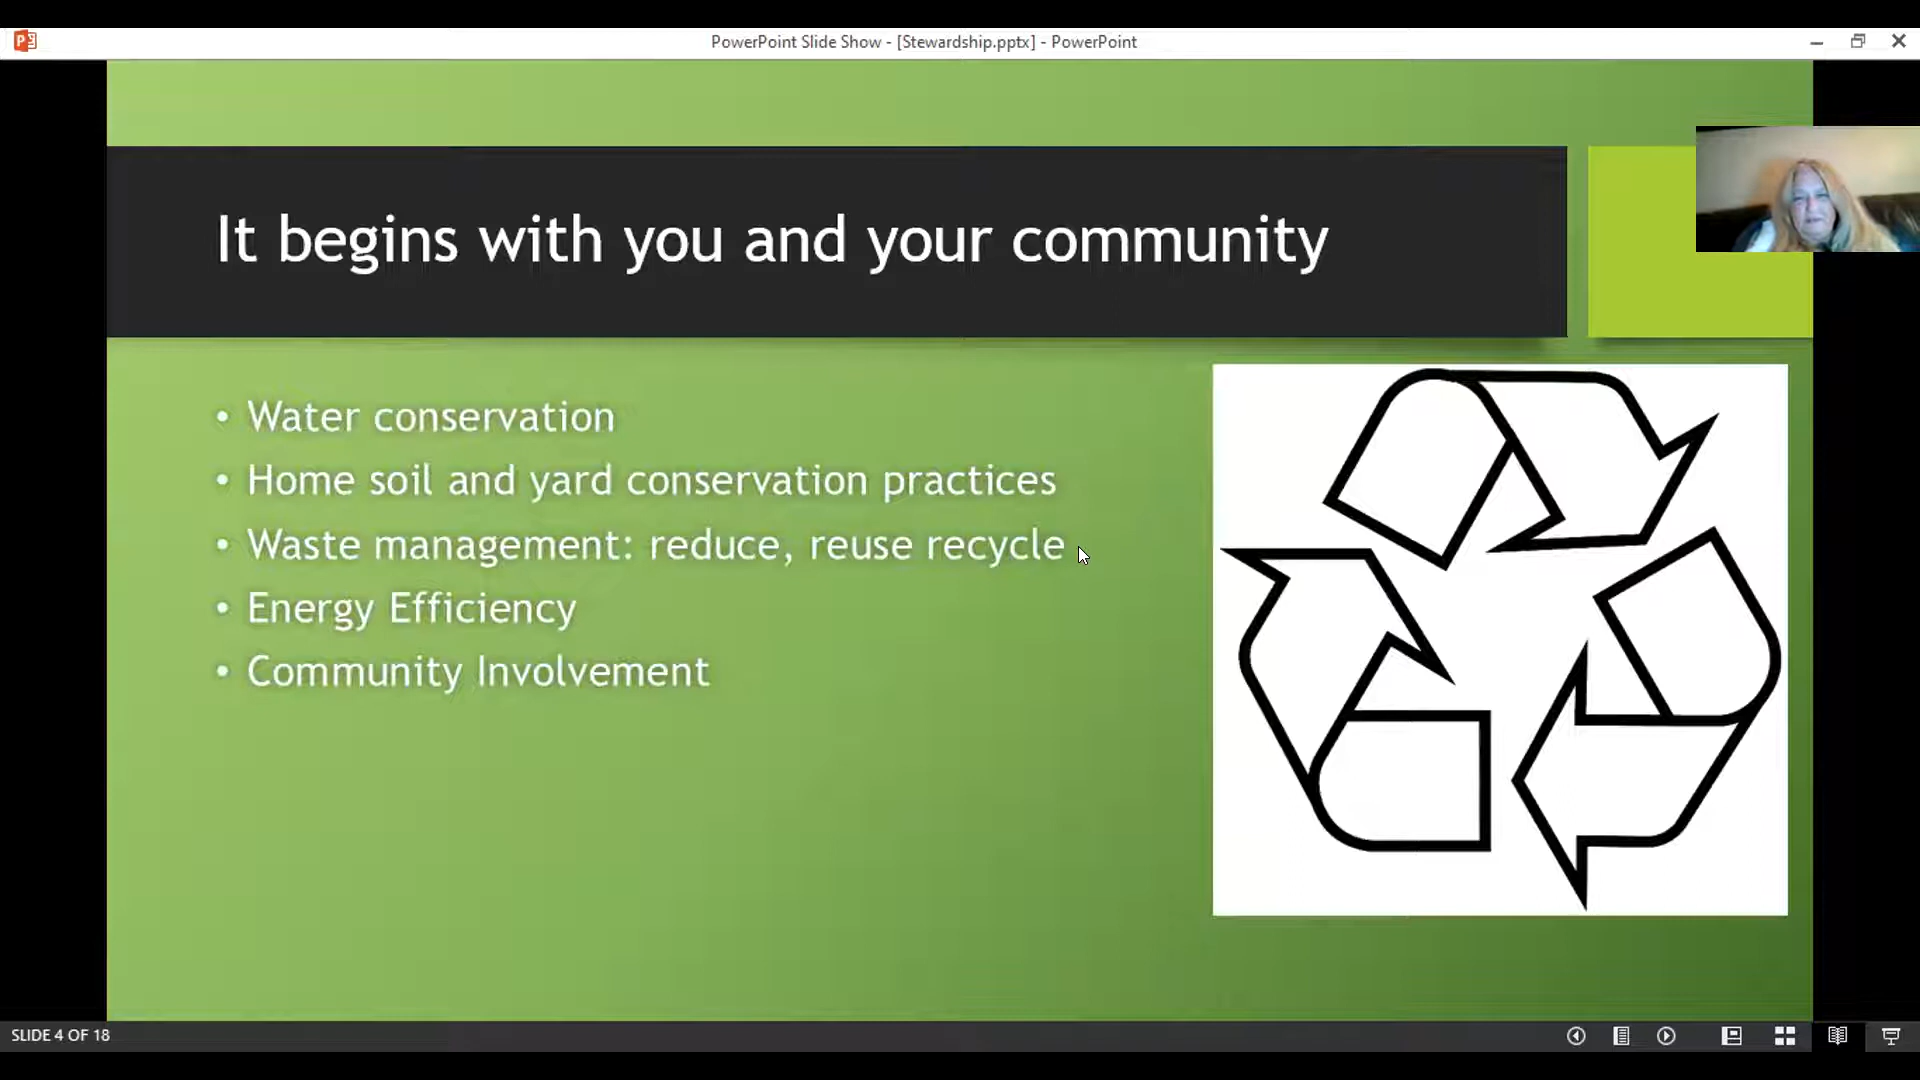 PowerPoint Slide Show - [Stewardship.pptx] - PowerPoint
It begins with you and your community
• Water conservation
• Home soil and yard conservation practices
• Waste management: reduce, reuse recycle
• Energy Efficiency
• Community Involvement
SLIDE 4 OF 18